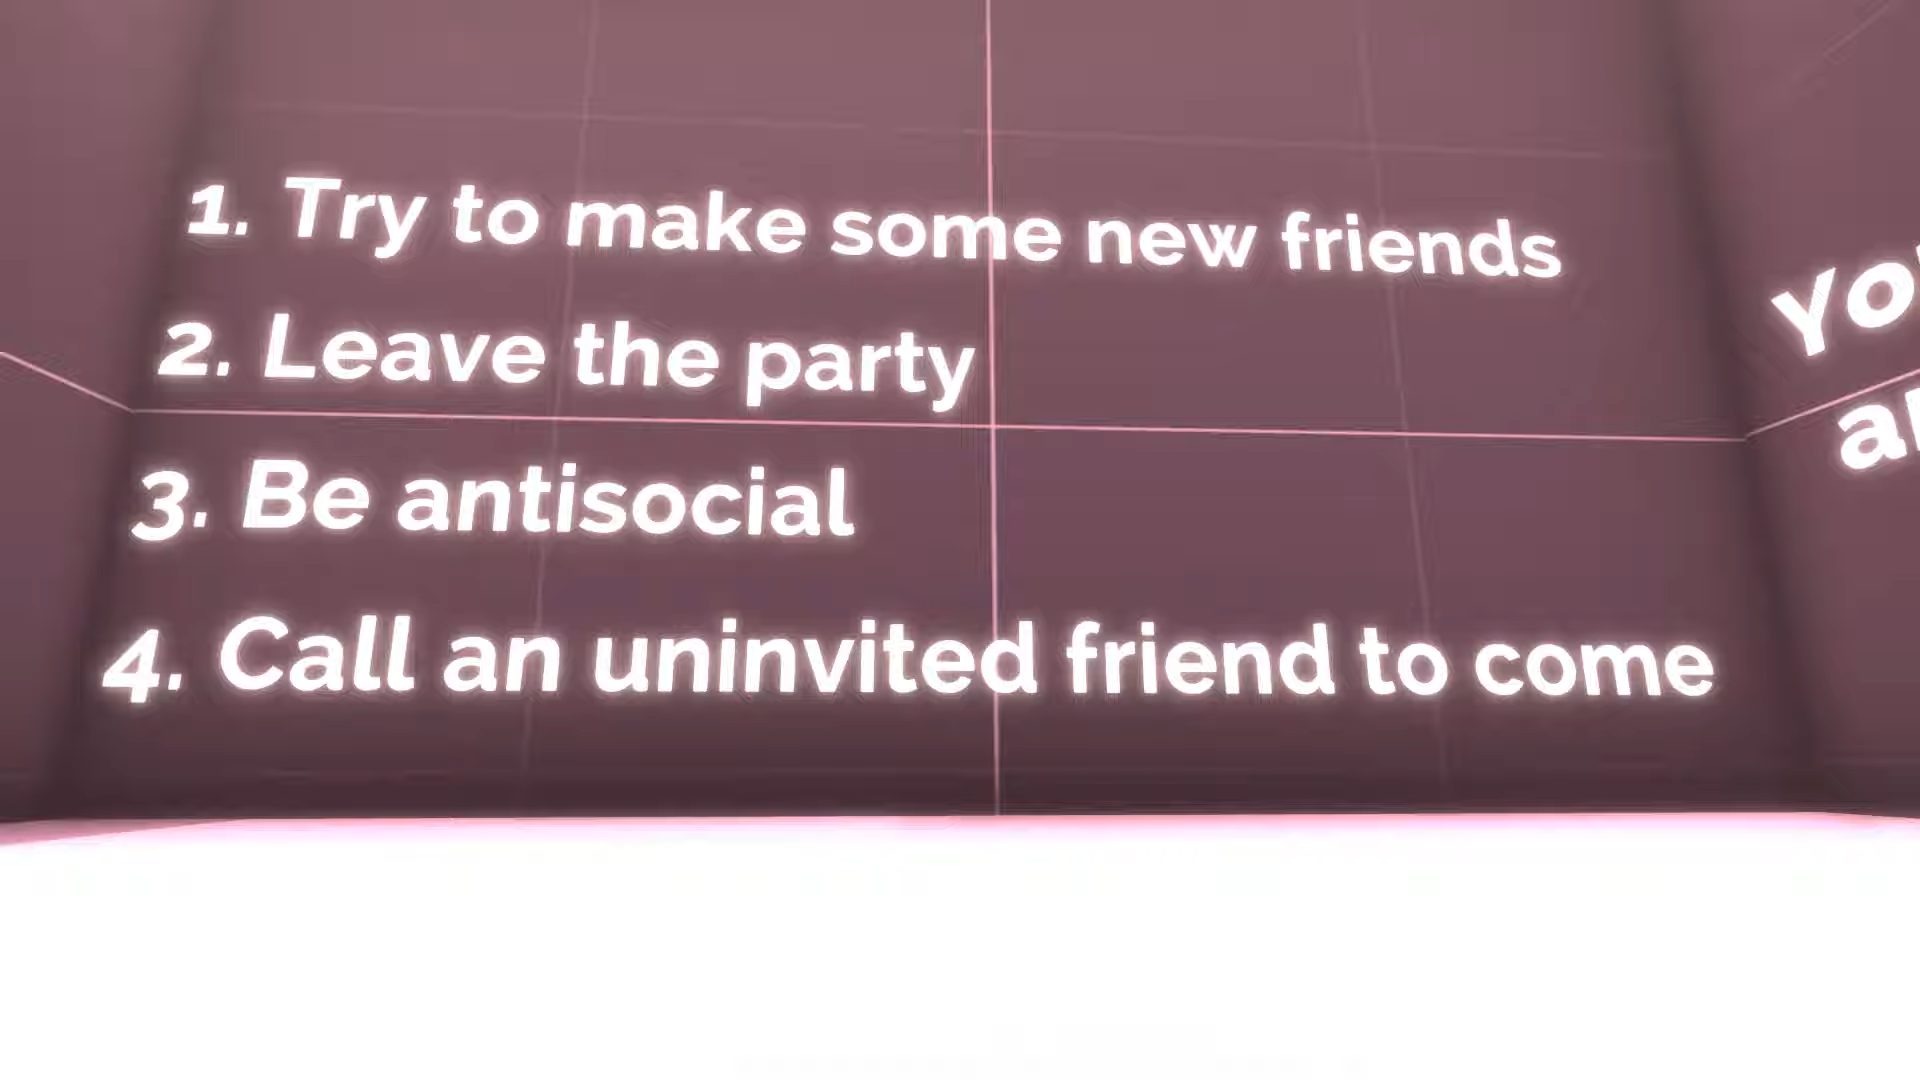 1. Try to make some new friends
2. Leave the party
3. Be antisocial
4. Call an uninvited friend to come